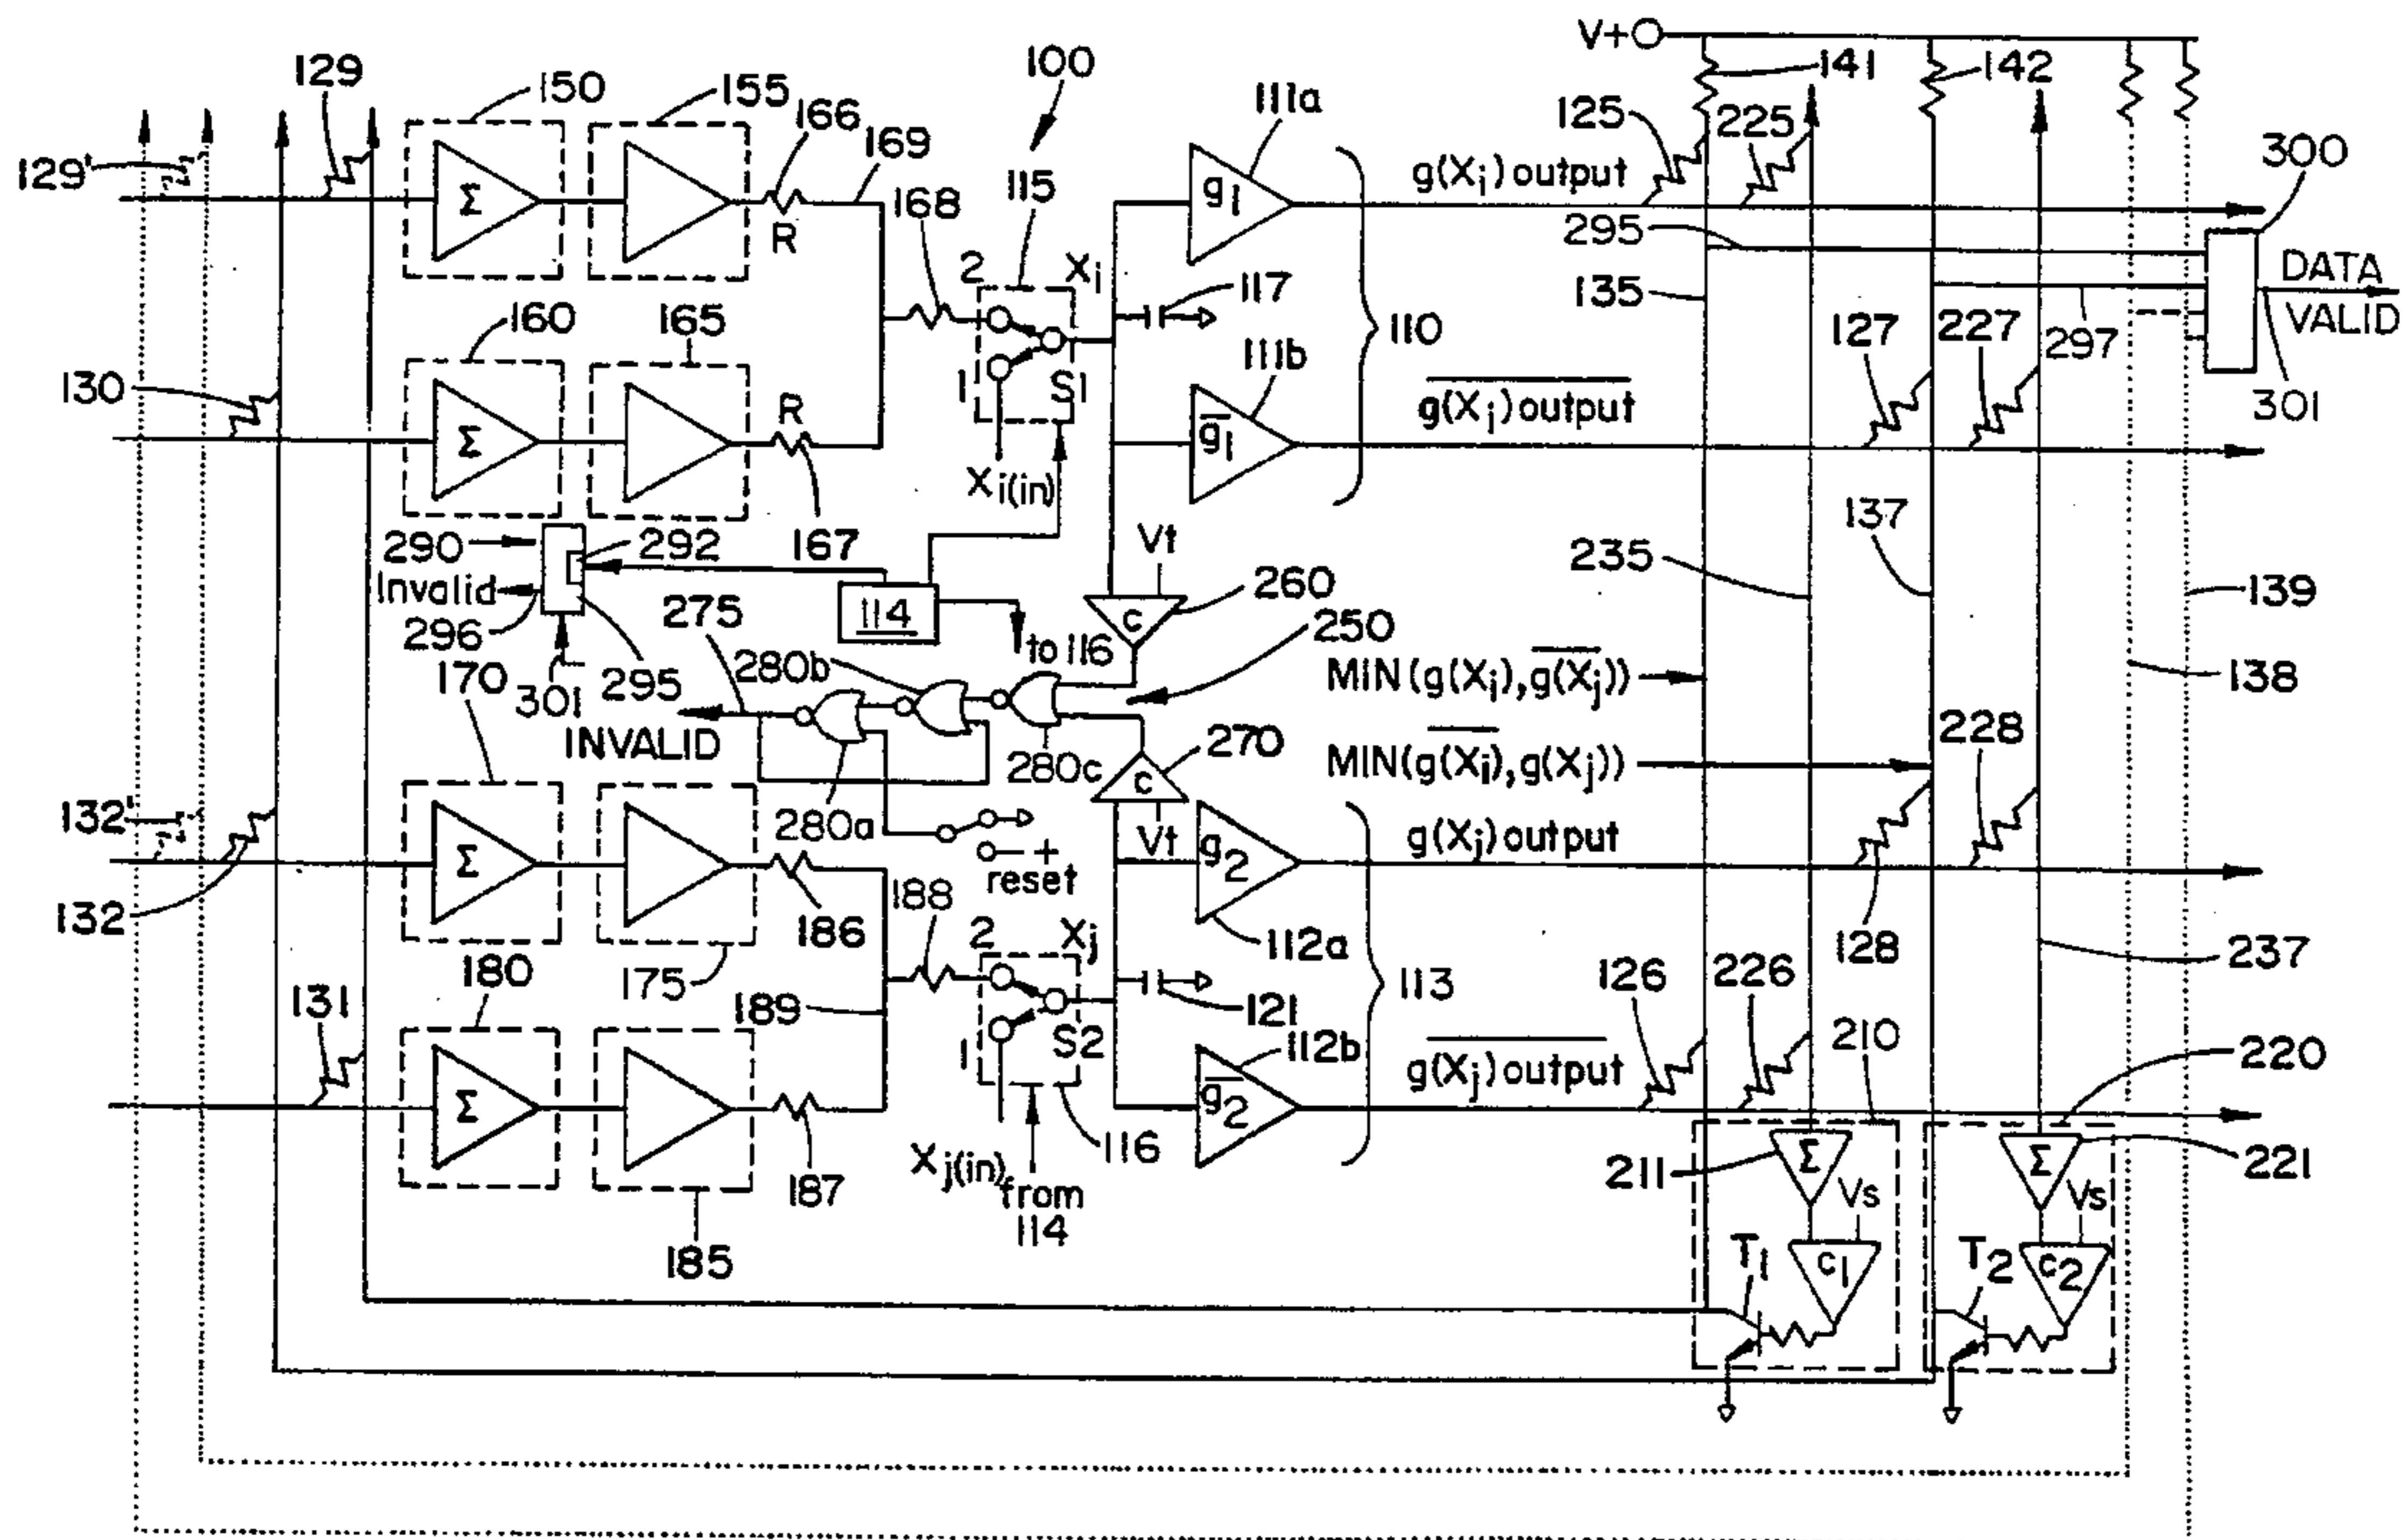 V+
141
142
100
129
150
155
166
169
111a
125
225
300
129'
Σ
R
168
115
g1
g(Xi) output
295
2
Xi
117
110
135
DATA
VALID
160
165
111b
127
227
297
130
1
S1
Σ
R
g̅1
g(Xj) output
301
Xi(in)
290
292
167
Vt
137
Invalid
296
114
C
260
235
139
275
to 116
250
280b
MIN(g(Xi), g(Xj))
138
170
301
295
INVALID
280c
270
228
MIN(g(Xi), g(Xj))
132'
280a
C
Vt
g(Xj) output
+
reset
Σ
188
g2
132
186
2
Xj
112a
128
237
180
175
126
226
113
131
189
121
1
S2
112b
210
220
g(Xj) output
Σ
g̅2
Σ
Σ
187
Xj(in)
from
114
116
211
Vs
Vs
221
185
T1
C1
T2
C2